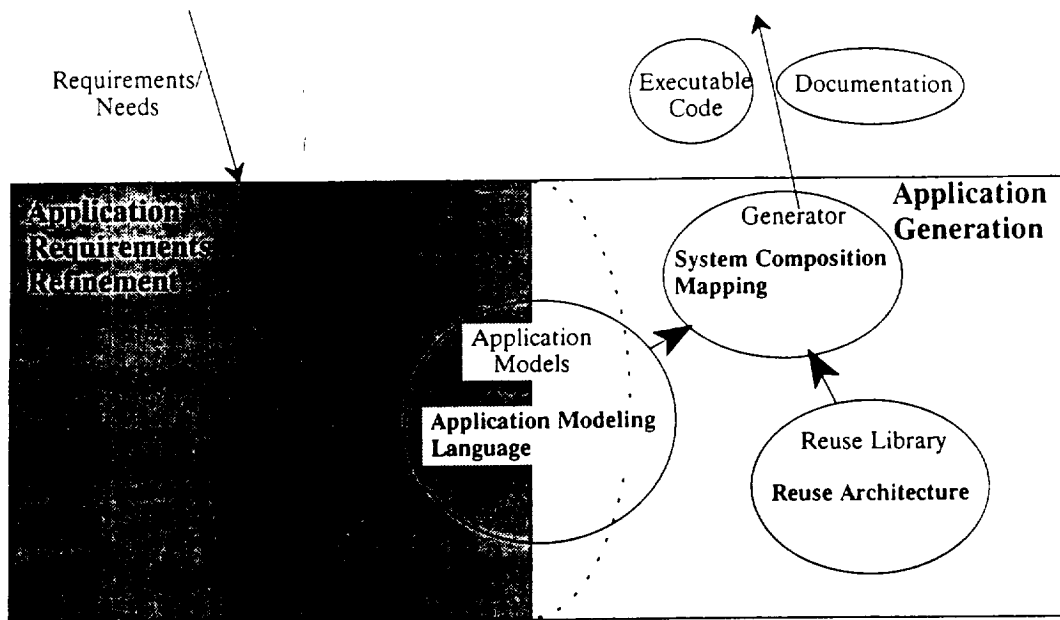 Requirements/
Needs
Executable
Code
Documentation
Application
Requirements
Refinement
Application
Generation
Generator
System Composition
Mapping
Application
Models
Application Modeling
Language
Reuse Library
Reuse Architecture